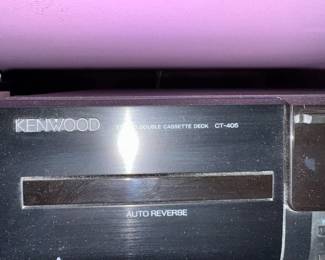 KENWOOD STEREO DOUBLE CASSETTE DECK CT-405
AUTO REVERSE